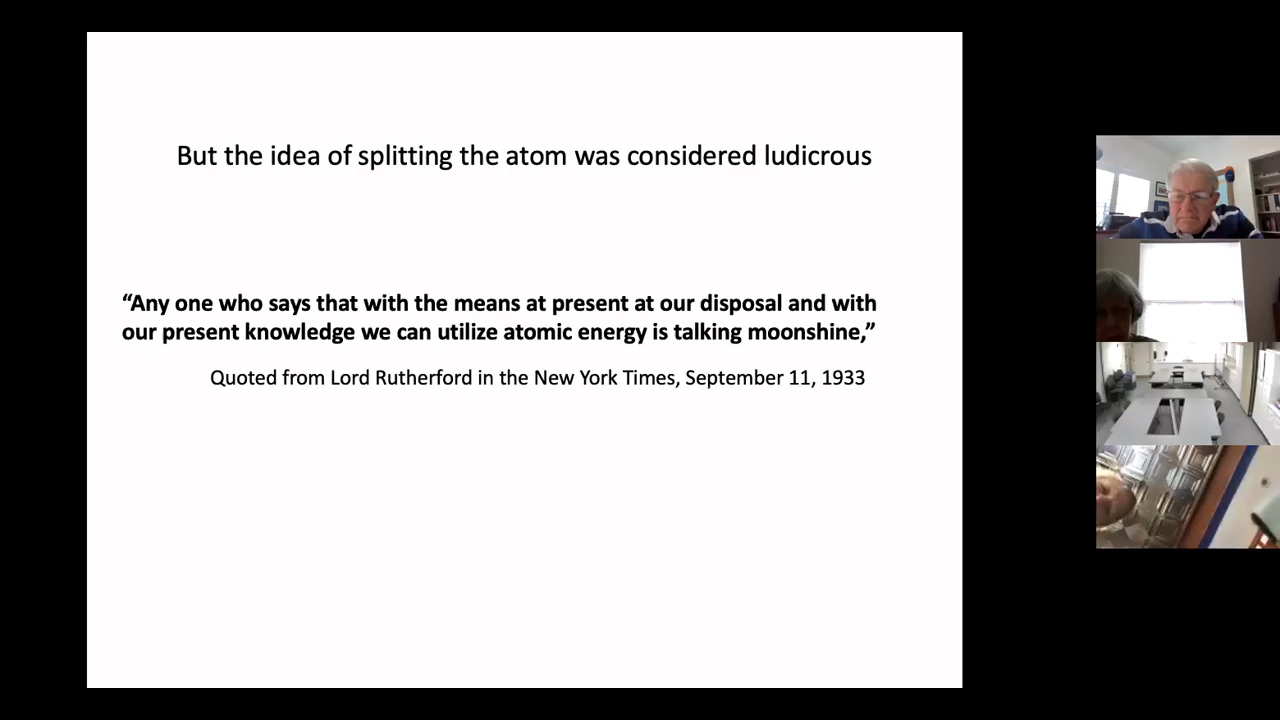 But the idea of splitting the atom was considered ludicrous
“Any one who says that with the means at present at our disposal and with
our present knowledge we can utilize atomic energy is talking moonshine,”
Quoted from Lord Rutherford in the New York Times, September 11, 1933